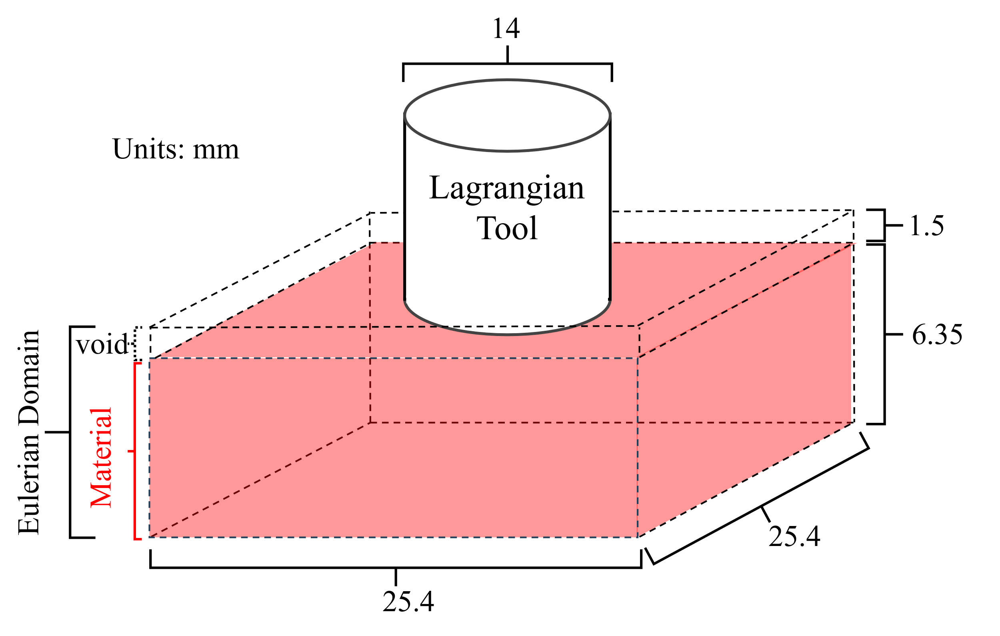 14
Units: mm
Lagrangian
Tool
1.5
6.35
void
Eulerian Domain
Material
25.4
25.4